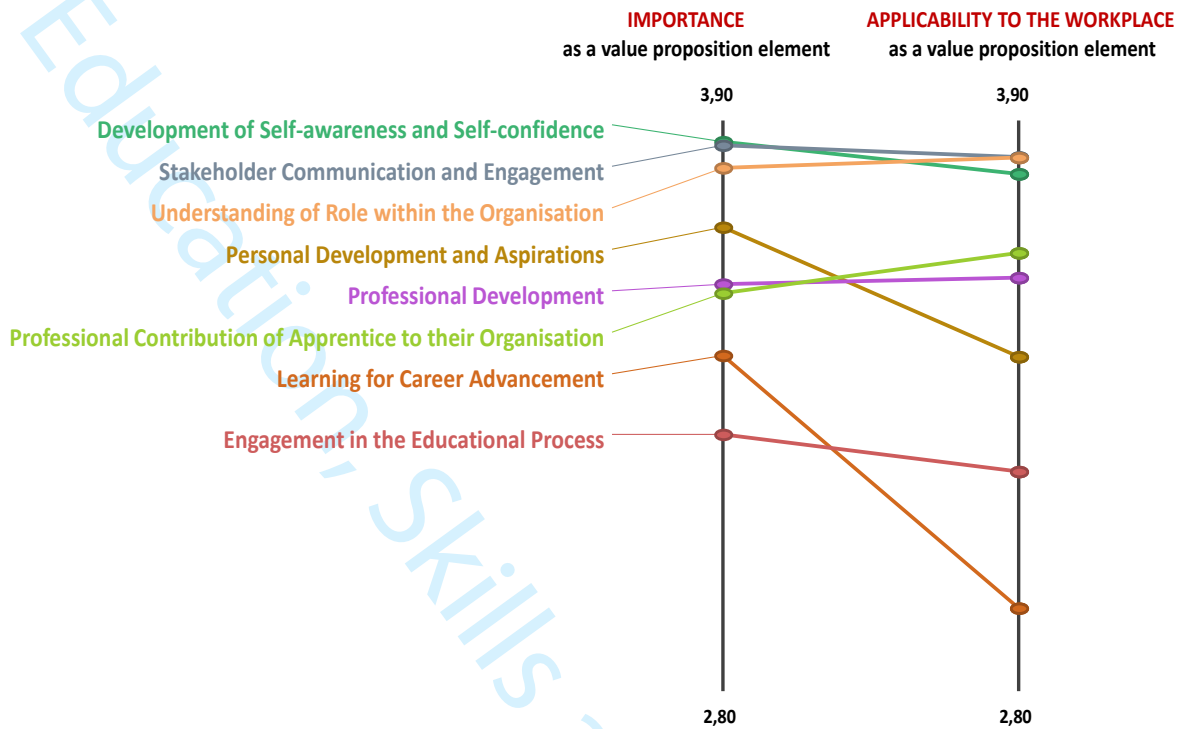 IMPORTANCE
as a value proposition element
APPLICABILITY TO THE WORKPLACE
as a value proposition element
3,90
3,90
Development of Self-awareness and Self-confidence
Stakeholder Communication and Engagement
Understanding of Role within the Organisation
Personal Development and Aspirations
Professional Development
Professional Contribution of Apprentice to their Organisation
Learning for Career Advancement
Engagement in the Educational Process
2,80
2,80
Education, Skills